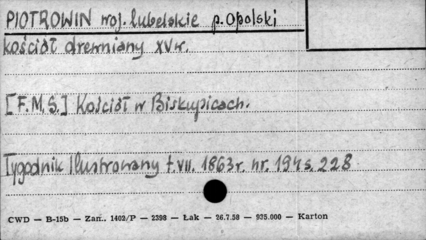 PIOTROWIN woj. lubelskie p. Opolski
kościół drewniany XV w.
[F.M.S.] Kościół w Biskupicach.
Tygodnik Ilustrowany t. VII. 1863 r. nr. 194 s. 228
CWD — B-15b — Zam. 1402/P — 2398 — Łak — 26.7.58 — 935.000 — Karton